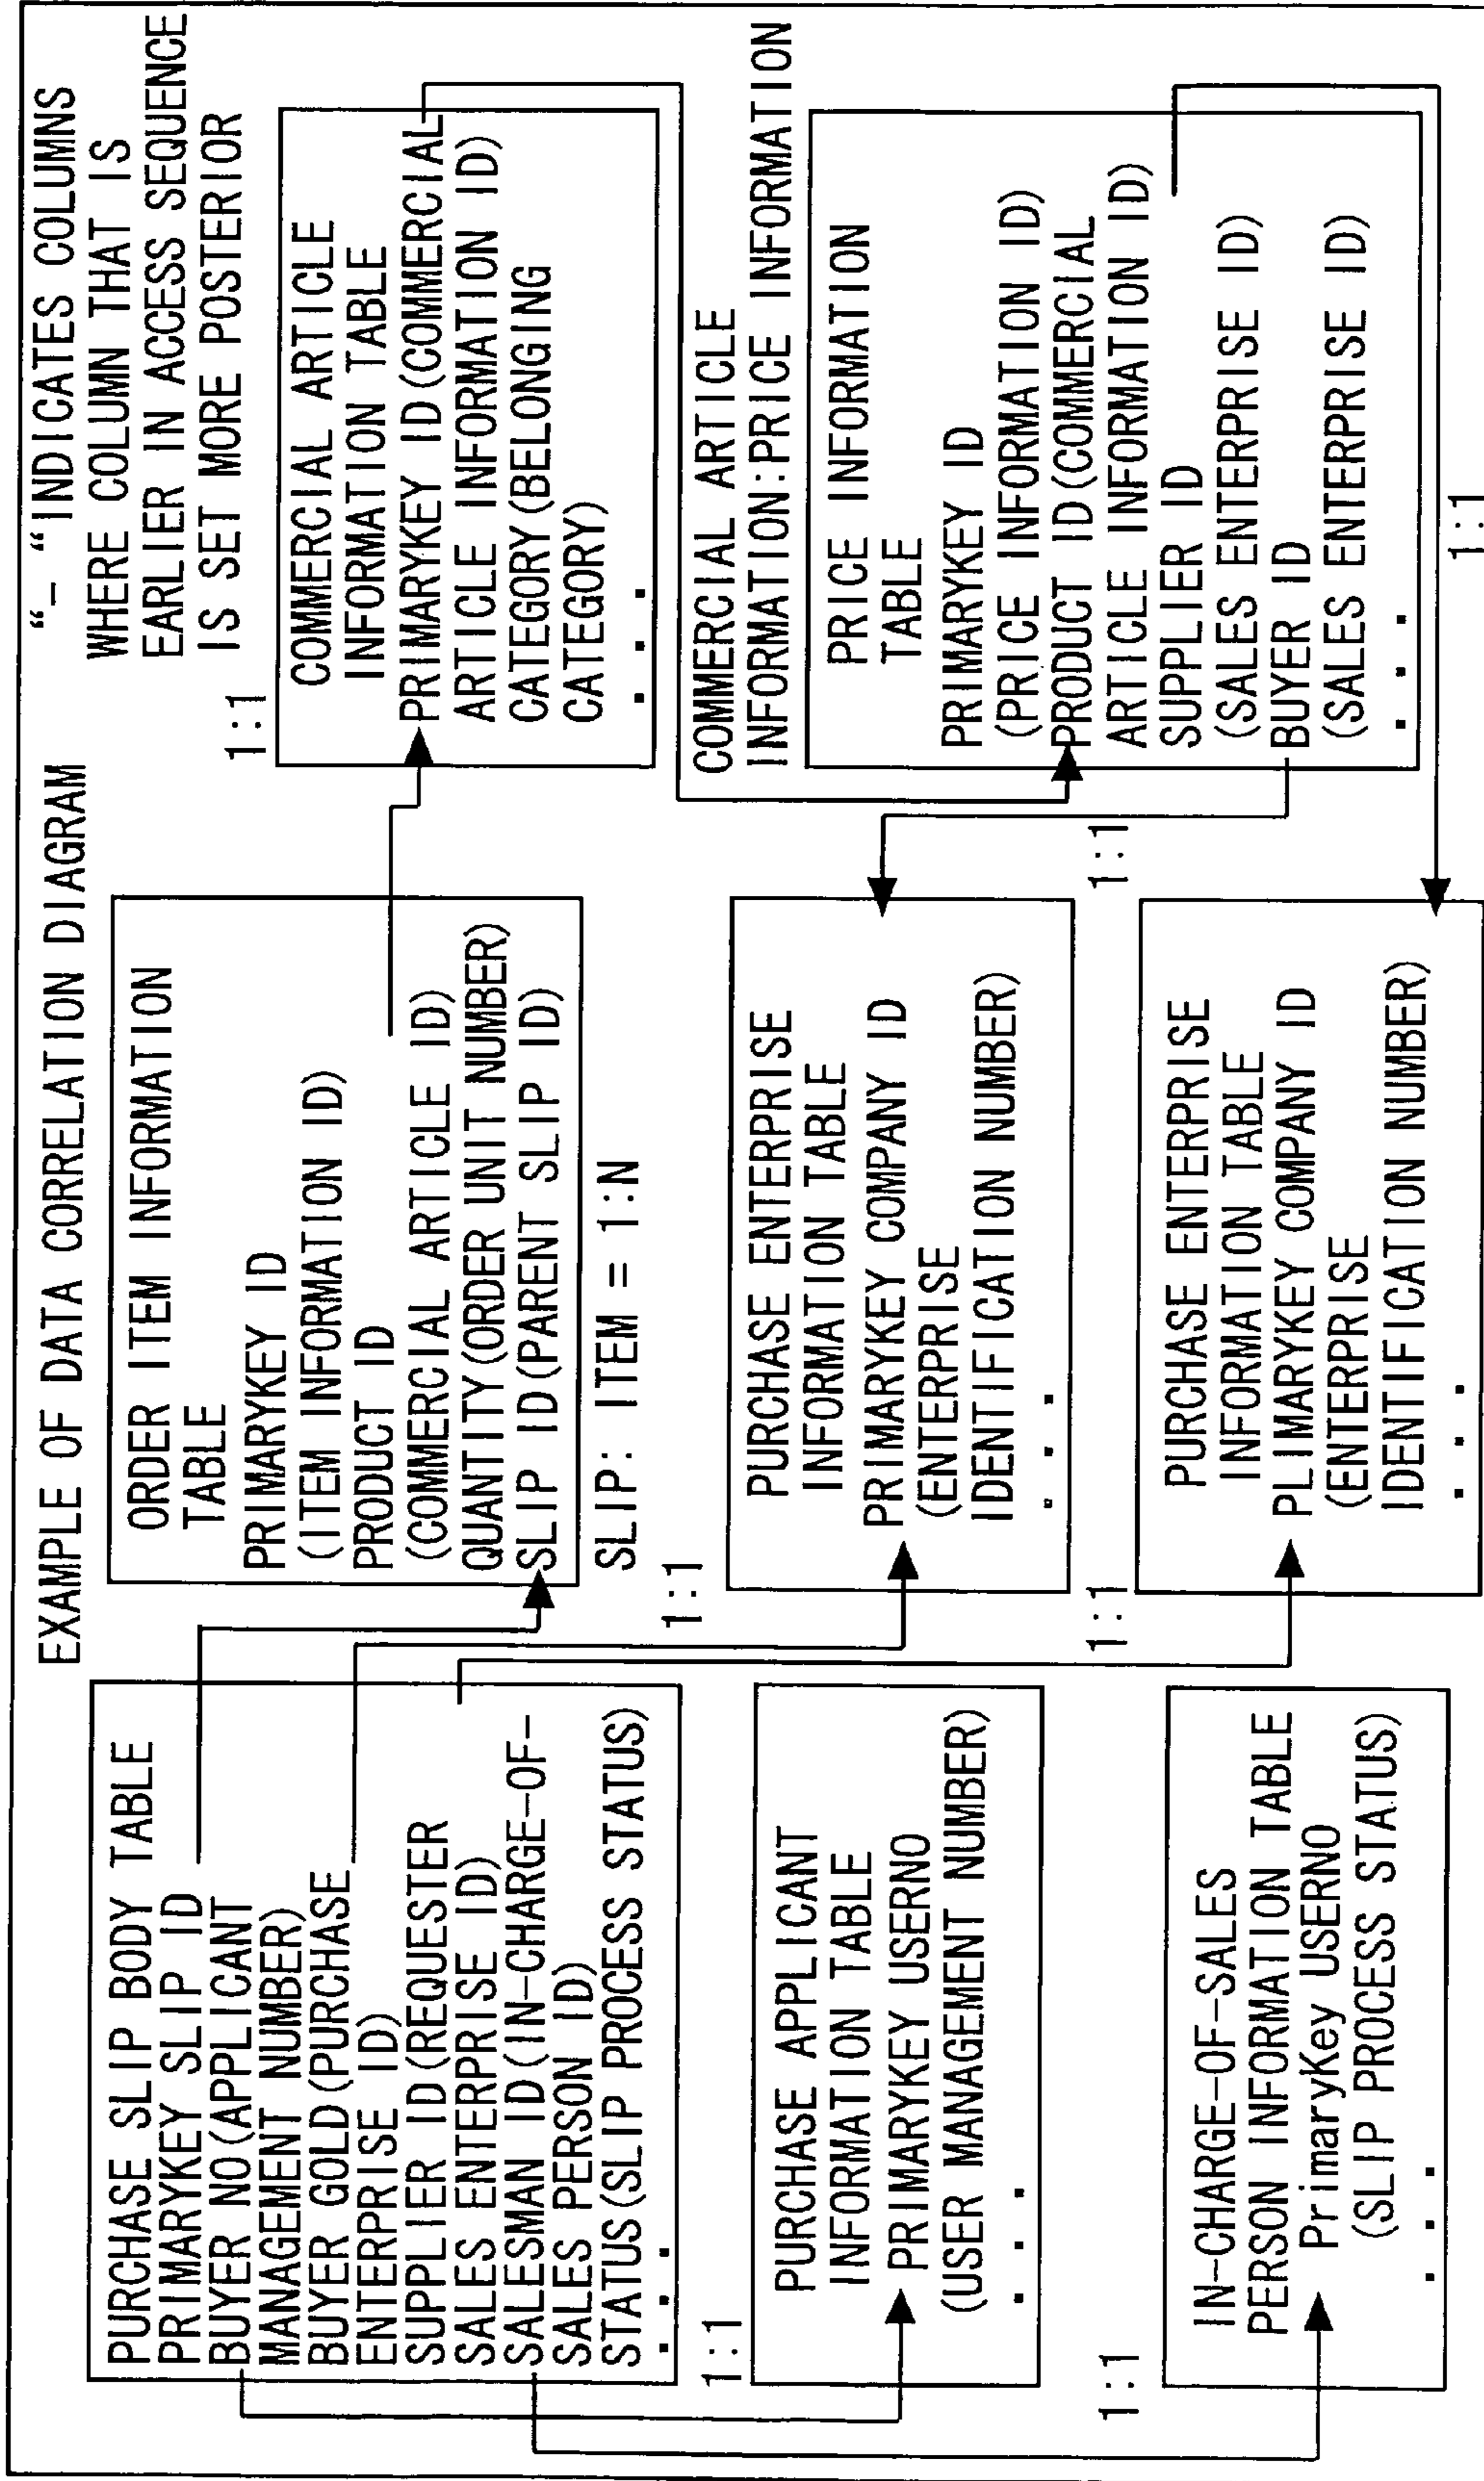 EXAMPLE OF DATA CORRELATION DIAGRAM
"-" INDICATES COLUMNS
WHERE COLUMN THAT IS
EARLIER IN ACCESS SEQUENCE
IS SET MORE POSTERIOR
PURCHASE SLIP BODY TABLE
PRIMARYKEY SLIP ID
BUYER NO(APPLICANT
MANAGEMENT NUMBER)
BUYER GOLD(PURCHASE
ENTERPRISE ID)
SUPPLIER ID(REQUESTER
SALES ENTERPRISE ID)
SALESMAN ID(IN-CHARGE-OF-
SALES PERSON ID)
STATUS(SLIP PROCESS STATUS)
. . .
ORDER ITEM INFORMATION
TABLE
PRIMARYKEY ID
(ITEM INFORMATION ID)
PRODUCT ID
(COMMERCIAL ARTICLE ID)
QUANTITY(ORDER UNIT NUMBER)
SLIP ID(PARENT SLIP ID)
SLIP: ITEM = 1:N
1:1
COMMERCIAL ARTICLE
INFORMATION TABLE
PRIMARYKEY ID(COMMERCIAL
ARTICLE INFORMATION ID)
CATEGORY(BELONGING
CATEGORY)
. . .
1:1
PURCHASE APPLICANT
INFORMATION TABLE
PRIMARYKEY USERNO
(USER MANAGEMENT NUMBER)
. . .
1:1
PURCHASE ENTERPRISE
INFORMATION TABLE
PRIMARYKEY COMPANY ID
(ENTERPRISE
IDENTIFICATION NUMBER)
. . .
1:1
COMMERCIAL ARTICLE
INFORMATION:PRICE INFORMATION
PRICE INFORMATION
TABLE
PRIMARYKEY ID
(PRICE INFORMATION ID)
PRODUCT ID(COMMERCIAL
ARTICLE INFORMATION ID)
SUPPLIER ID
(SALES ENTERPRISE ID)
BUYER ID
(SALES ENTERPRISE ID)
. . .
1:1
1:1
IN-CHARGE-OF-SALES
PERSON INFORMATION TABLE
PrimaryKey USERNO
(SLIP PROCESS STATUS)
. . .
1:1
PURCHASE ENTERPRISE
INFORMATION TABLE
PLIMARYKEY COMPANY ID
(ENTERPRISE
IDENTIFICATION NUMBER)
. . .
1:1